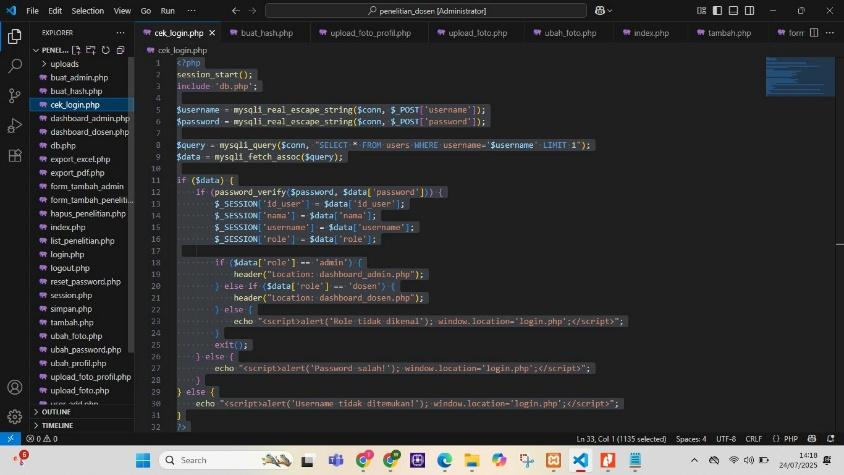 File Edit Selection View Go Run ···
penelitian_dosen [Administrator]
EXPLORER ···
cek_login.php
buat_hash.php
upload_foto_profil.php
upload_foto.php
ubah_foto.php
index.php
tambah.php
PENEL...
cek_login.php
uploads
buat_admin.php
buat_hash.php
cek_login.php
dashboard_admin.php
dashboard_dosen.php
db.php
export_excel.php
export_pdf.php
form_tambah_admin
form_tambah_peneliti...
hapus_penelitian.php
index.php
list_penelitian.php
login.php
logout.php
reset_password.php
session.php
simpan.php
tambah.php
ubah_foto.php
ubah_password.php
ubah_profil.php
upload_foto_profil.php
upload_foto.php
OUTLINE
TIMELINE
1 <?php
2 session_start();
3 include 'db.php';
4
5 $username = mysqli_real_escape_string($conn, $_POST['username']);
6 $password = mysqli_real_escape_string($conn, $_POST['password']);
7
8 $query = mysqli_query($conn, "SELECT * FROM users WHERE username='$username' LIMIT 1");
9 $data = mysqli_fetch_assoc($query);
10
11 if ($data) {
12 if (password_verify($password, $data['password'])) {
13 $_SESSION['id_user'] = $data['id_user'];
14 $_SESSION['nama'] = $data['nama'];
15 $_SESSION['username'] = $data['username'];
16 $_SESSION['role'] = $data['role'];
17
18 if ($data['role'] == 'admin') {
19 header("Location: dashboard_admin.php");
20 } else if ($data['role'] == 'dosen') {
21 header("Location: dashboard_dosen.php");
22 } else {
23 echo "<script>alert('Role tidak dikenal'); window.location='login.php';</script>";
24 }
25 exit();
26 } else {
27 echo "<script>alert('Password salah!'); window.location='login.php';</script>";
28 }
29 } else {
30 echo "<script>alert('Username tidak ditemukan!'); window.location='login.php';</script>";
31 }
32 ?>
0 0
Ln 33, Col 1 (1135 selected) Spaces: 4 UTF-8 CRLF {} PHP
6
Search
14:18
24/07/2025